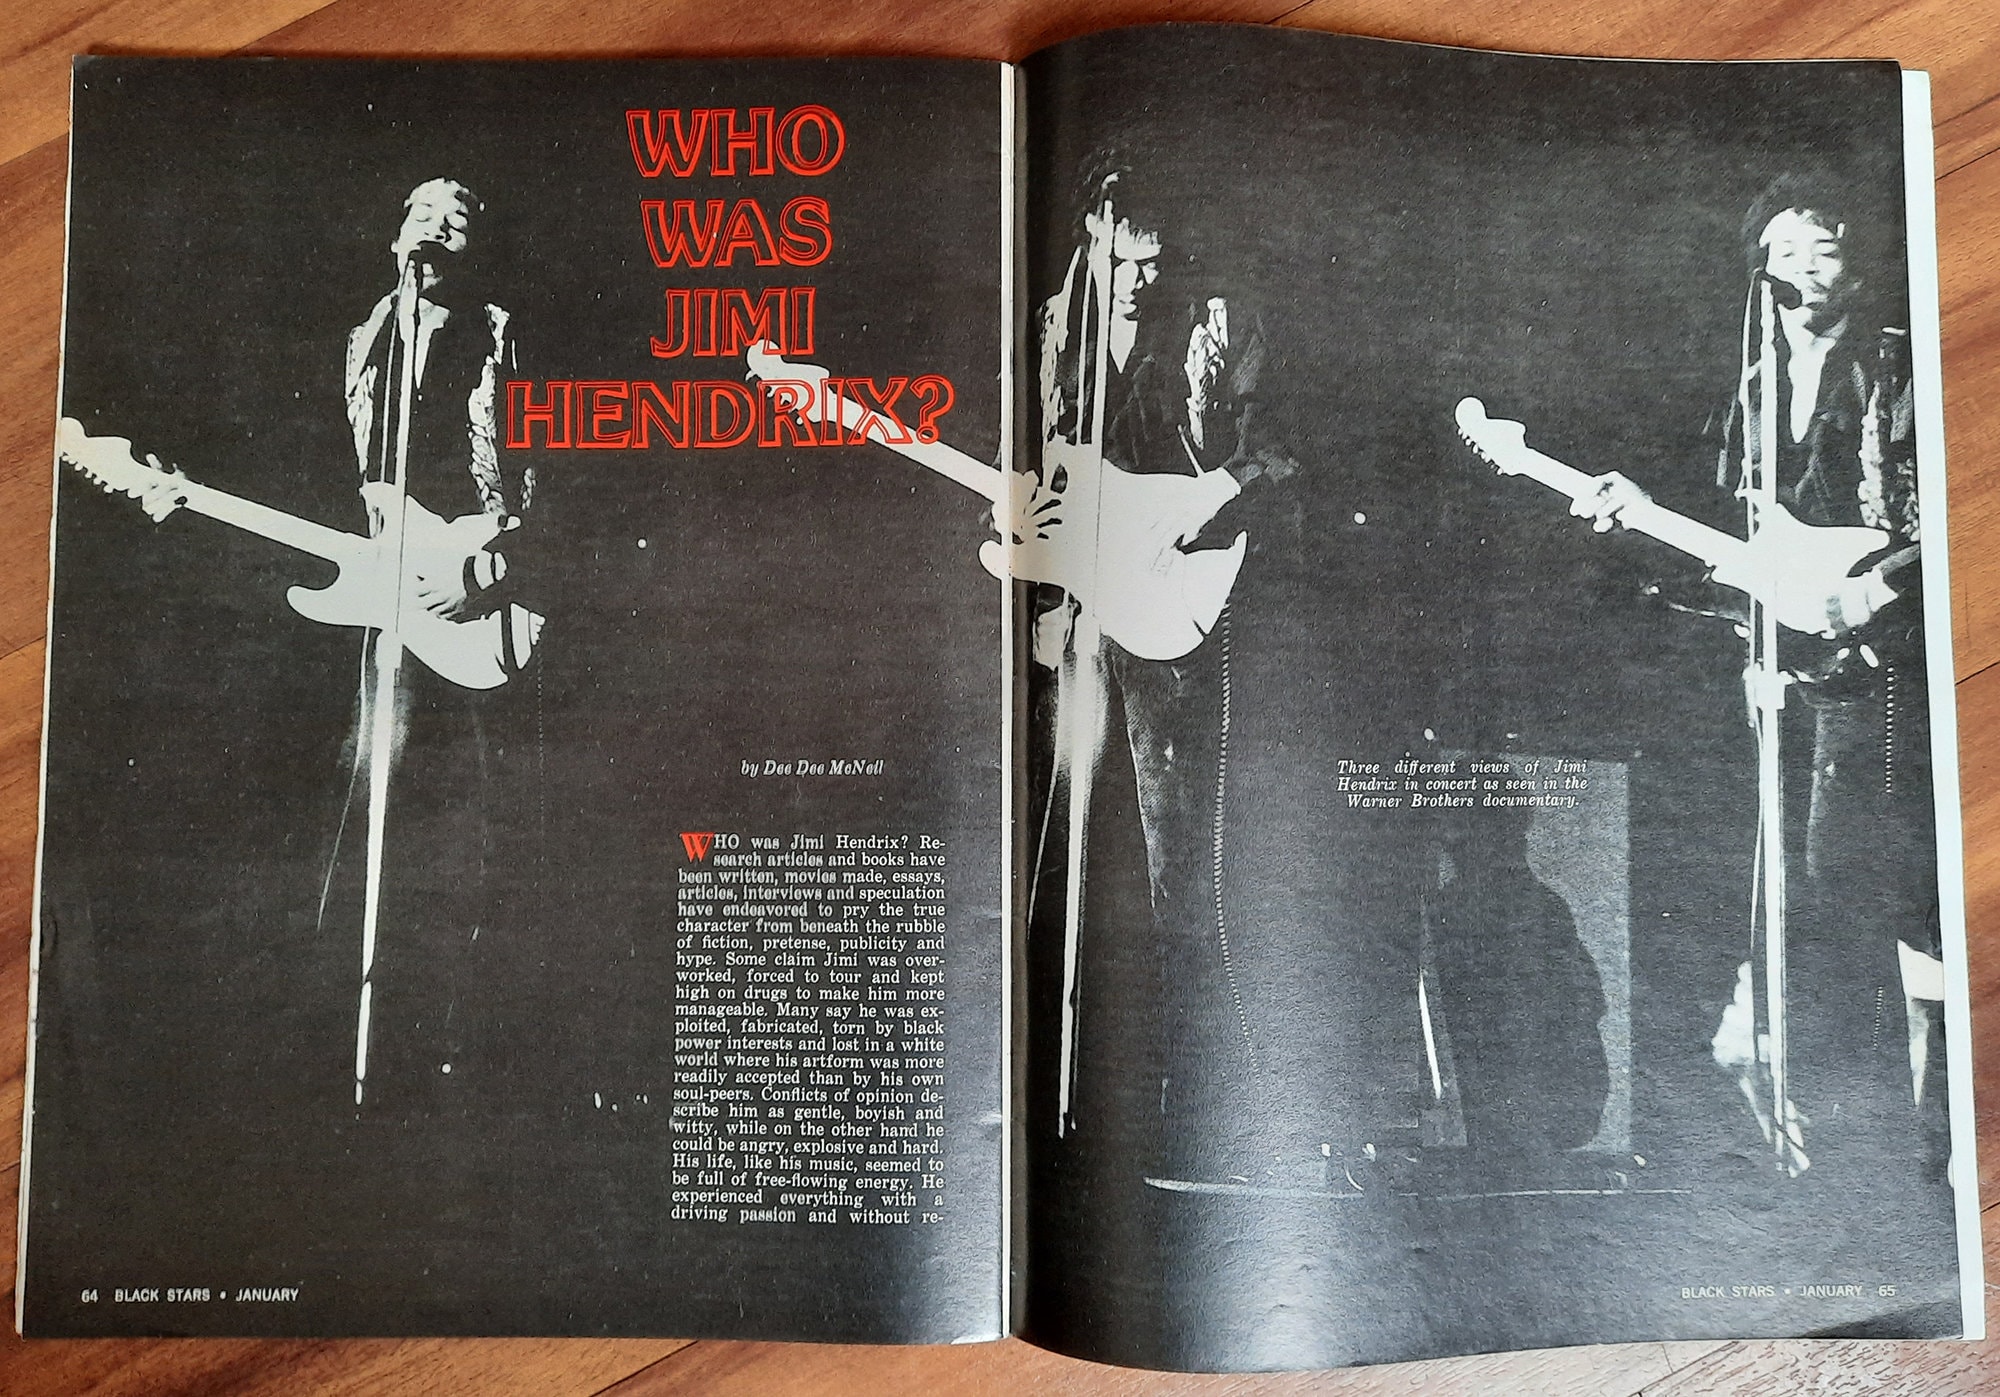 WHO
WAS
JIMI
HENDRIX?
by Dee Dee McNeil
WHO was Jimi Hendrix? Re-
search articles and books have
been written, movies made, essays,
articles, interviews and speculation
have endeavored to pry the true
character from beneath the rubble
of fiction, pretense, publicity and
hype. Some claim Jimi was over-
worked, forced to tour and kept
high on drugs to make him more
manageable. Many say he was ex-
ploited, fabricated, torn by black
power interests and lost in a white
world where his artform was more
readily accepted than by his own
soul-peers. Conflicts of opinion de-
scribe him as gentle, boyish and
witty, while on the other hand he
could be angry, explosive and hard.
His life, like his music, seemed to
be full of free-flowing energy. He
experienced everything with a
driving passion and without re-
64 BLACK STARS • JANUARY
Three different views of Jimi
Hendrix in concert as seen in the
Warner Brothers documentary.
BLACK STARS • JANUARY 65